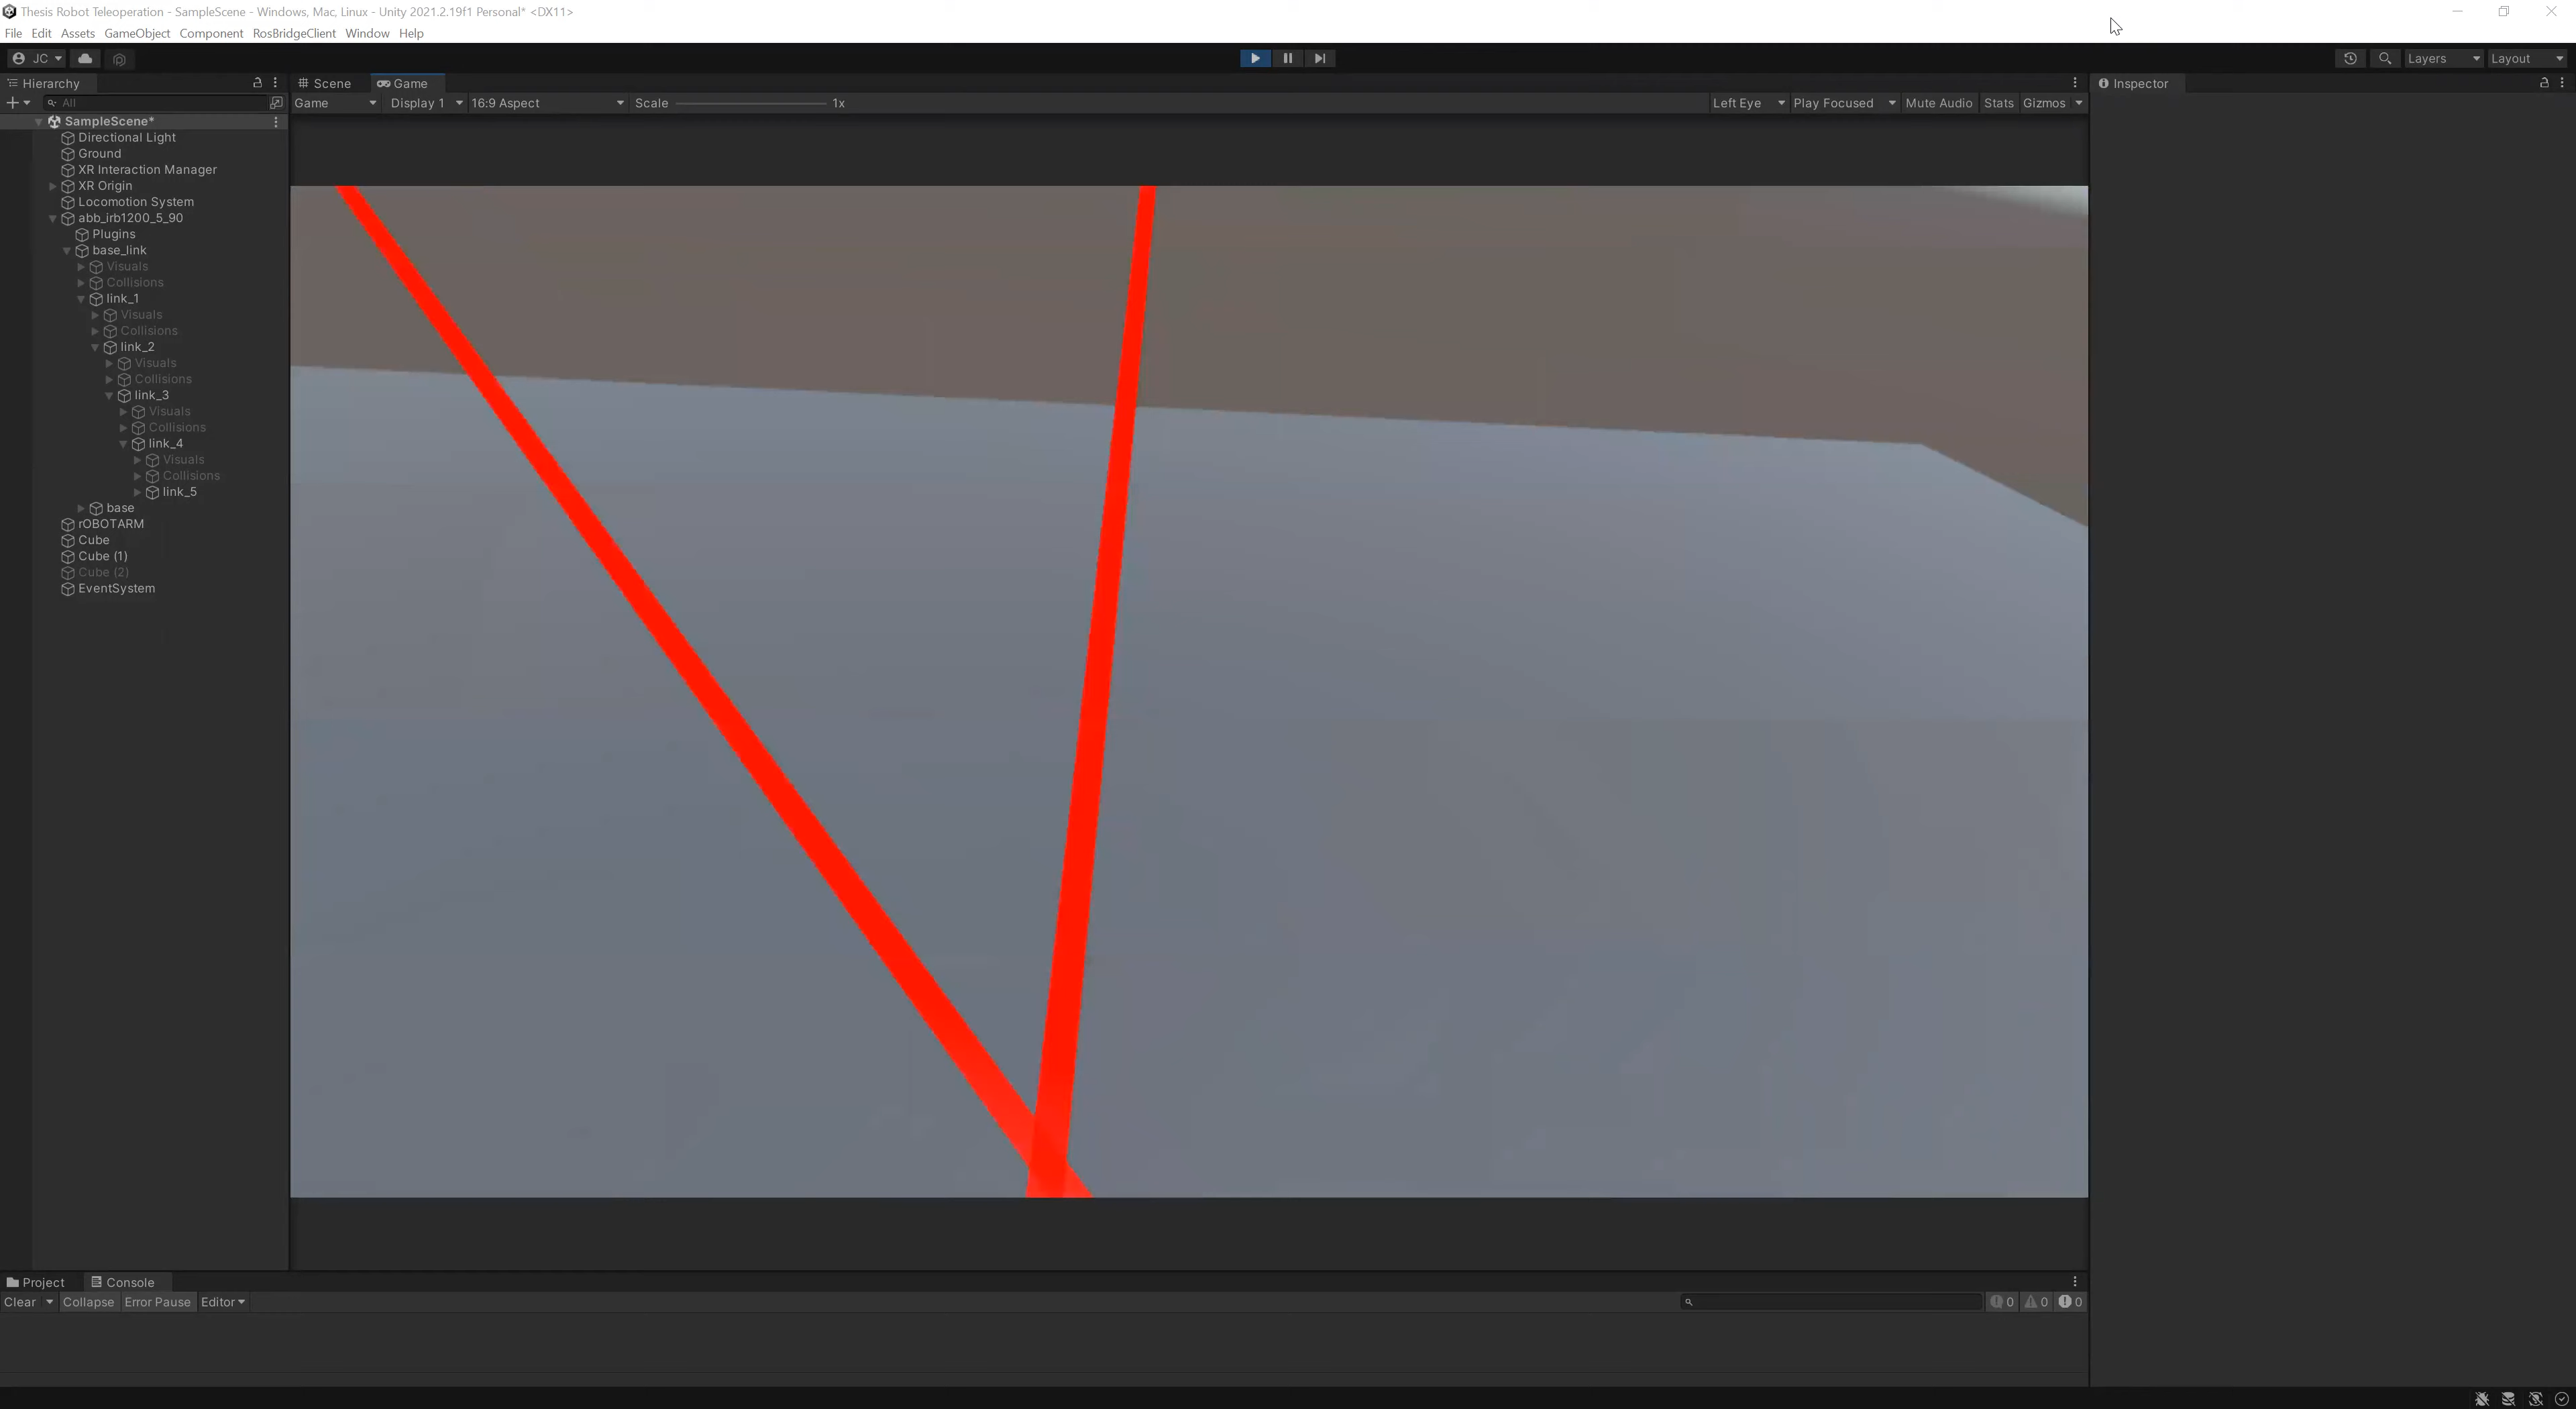 Thesis Robot Teleoperation - SampleScene - Windows, Mac, Linux - Unity 2021.2.19f1 Personal* <DX11>
File Edit Assets GameObject Component RosBridgeClient Window Help
JC Layers Layout
Hierarchy Scene Game Inspector
All Game Display 1 16:9 Aspect Scale 1x Left Eye Play Focused Mute Audio Stats Gizmos
SampleScene*
Directional Light
Ground
XR Interaction Manager
XR Origin
Locomotion System
abb_irb1200_5_90
Plugins
base_link
Visuals
Collisions
link_1
Visuals
Collisions
link_2
Visuals
Collisions
link_3
Visuals
Collisions
link_4
Visuals
Collisions
link_5
base
rOBOTARM
Cube
Cube (1)
Cube (2)
EventSystem
Project Console
Clear Collapse Error Pause Editor 0 0 0